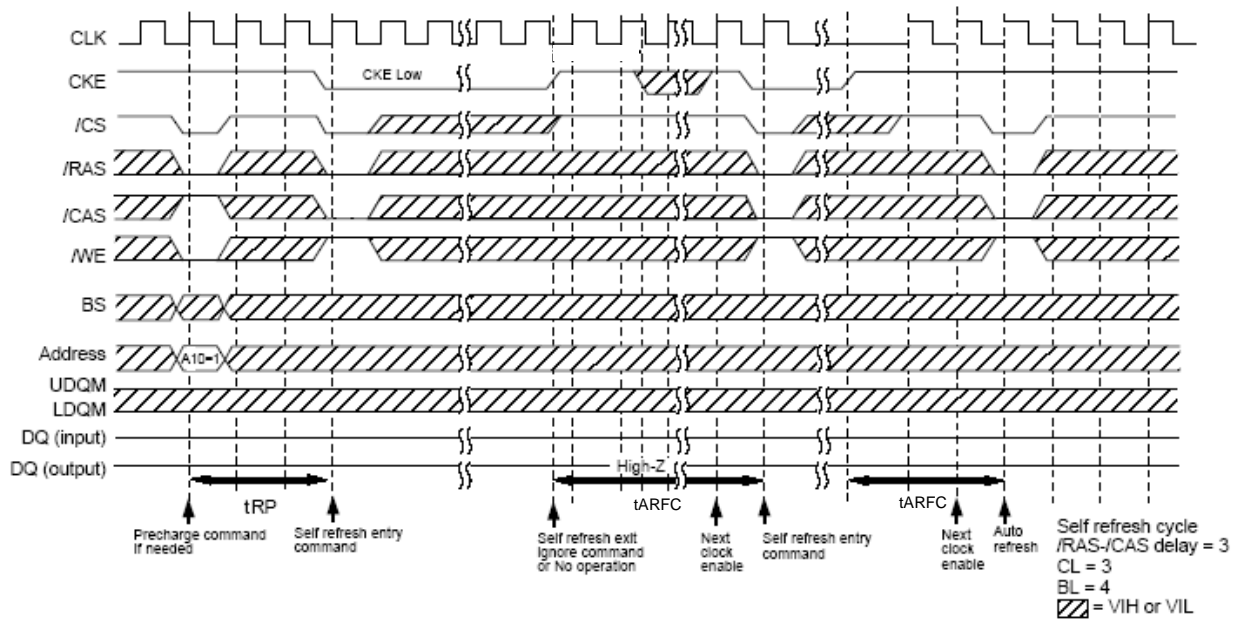 CLK
CKE
CKE Low
/CS
/RAS
/CAS
/WE
BS
Address
A10=1
UDQM
LDQM
DQ (input)
DQ (output)
High-Z
tRP
tARFC
tARFC
Precharge command
If needed
Self refresh entry
command
Self refresh exit
Ignore command
or No operation
Next
clock
enable
Self refresh entry
command
Next
clock
enable
Auto
refresh
Self refresh cycle
/RAS-/CAS delay = 3
CL = 3
BL = 4
= VIH or VIL